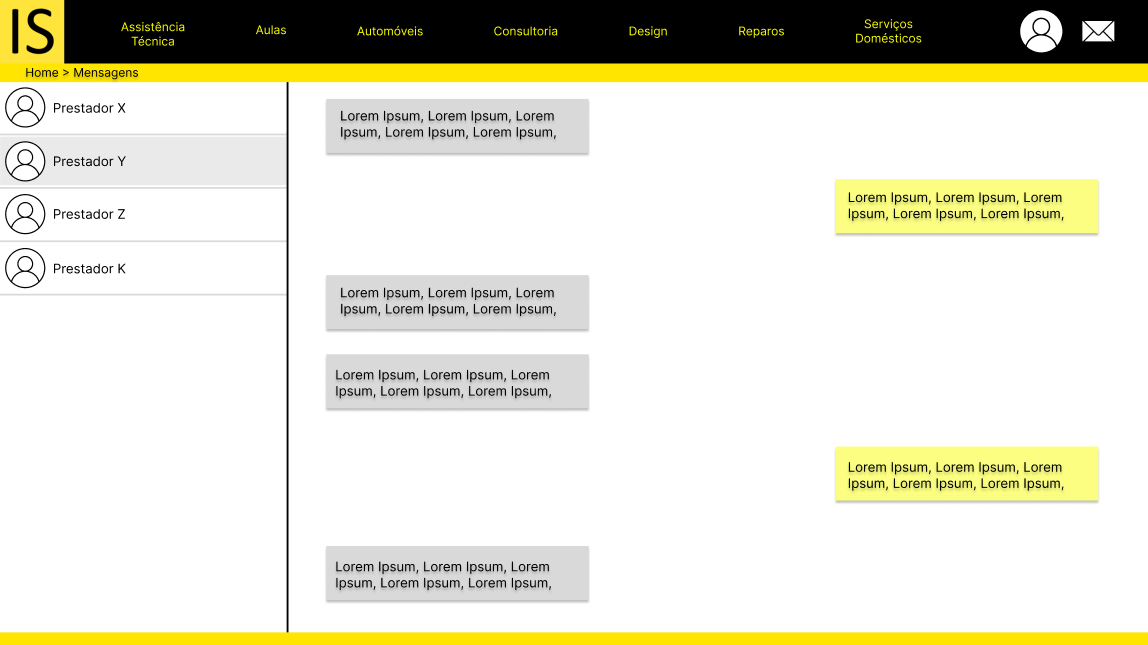 IS
Assistência
Técnica
Aulas
Automóveis
Consultoria
Design
Reparos
Serviços
Domésticos
Home > Mensagens
Prestador X
Prestador Y
Prestador Z
Prestador K
Lorem Ipsum, Lorem Ipsum, Lorem
Ipsum, Lorem Ipsum, Lorem Ipsum,
Lorem Ipsum, Lorem Ipsum, Lorem
Ipsum, Lorem Ipsum, Lorem Ipsum,
Lorem Ipsum, Lorem Ipsum, Lorem
Ipsum, Lorem Ipsum, Lorem Ipsum,
Lorem Ipsum, Lorem Ipsum, Lorem
Ipsum, Lorem Ipsum, Lorem Ipsum,
Lorem Ipsum, Lorem Ipsum, Lorem
Ipsum, Lorem Ipsum, Lorem Ipsum,
Lorem Ipsum, Lorem Ipsum, Lorem
Ipsum, Lorem Ipsum, Lorem Ipsum,